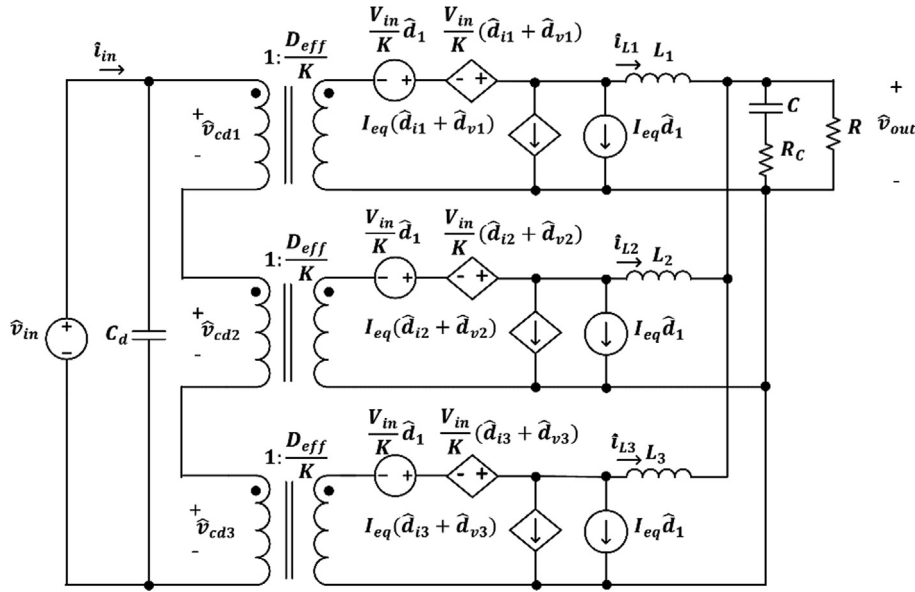 î_in
1:D_eff/K
V_in/K d̂_1
V_in/K (d̂_i1 + d̂_v1)
+
v̂_cd1
-
- +
- +
I_eq(d̂_i1 + d̂_v1)
I_eq d̂_1
î_L1 L_1
C
R_C
R
+
v̂_out
-
1:D_eff/K
V_in/K d̂_1
V_in/K (d̂_i2 + d̂_v2)
+
v̂_cd2
-
- +
- +
I_eq(d̂_i2 + d̂_v2)
I_eq d̂_1
î_L2 L_2
v̂_in
+
-
C_d
1:D_eff/K
V_in/K d̂_1
V_in/K (d̂_i3 + d̂_v3)
+
v̂_cd3
-
- +
- +
I_eq(d̂_i3 + d̂_v3)
I_eq d̂_1
î_L3 L_3